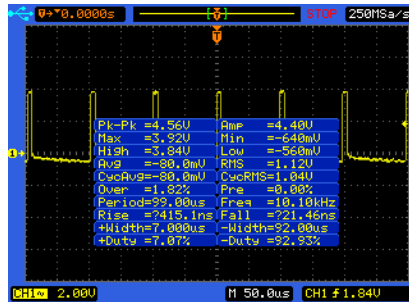 0.0000s STOP 250MSa/s
Pk-Pk =4.56V Amp =4.40V
Max =3.92V Min =-640mV
High =3.84V Low =-560mV
Avg =-80.0mV RMS =1.12V
CycAvg=-80.0mV CycRMS=1.04V
Over =1.82% Pre =0.00%
Period=99.00us Freq =10.10kHz
Rise =?415.1ns Fall =?21.46ns
+Width=7.000us -Width=92.00us
+Duty =7.07% -Duty =92.93%
CH1~ 2.00V M 50.0us CH1 1.84V